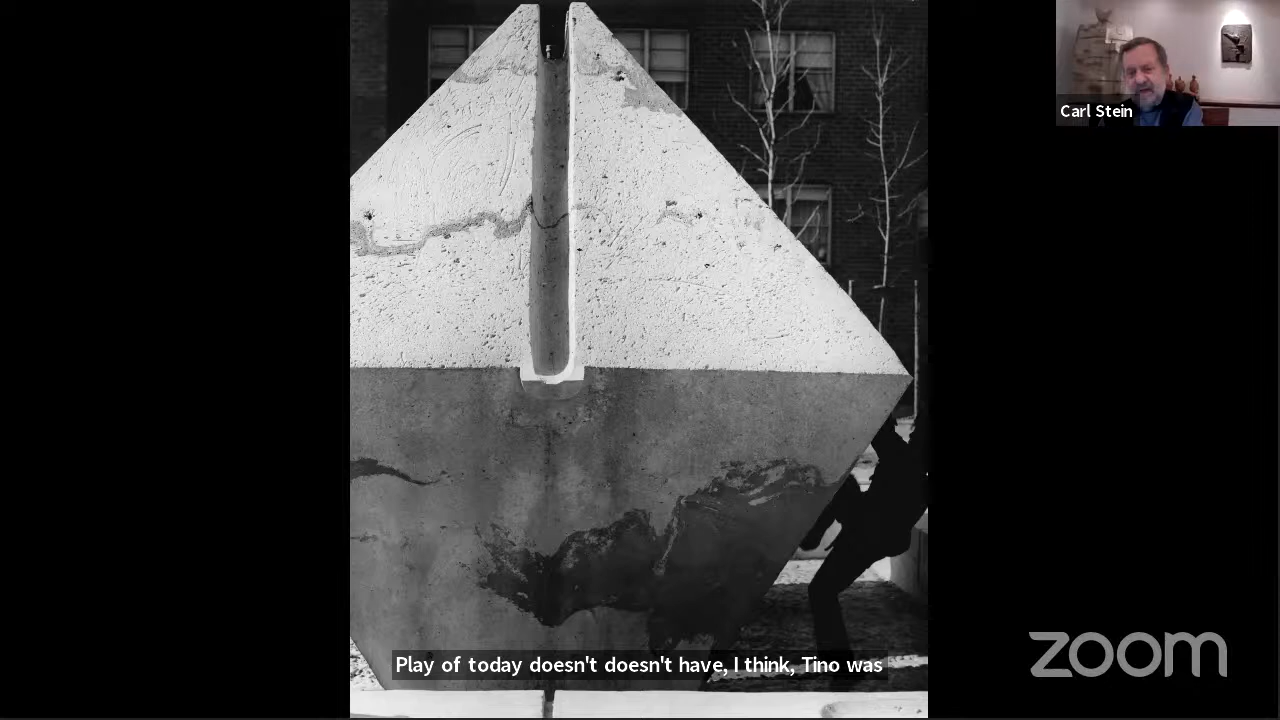 Carl Stein
Play of today doesn't doesn't have, I think, Tino was
zoom